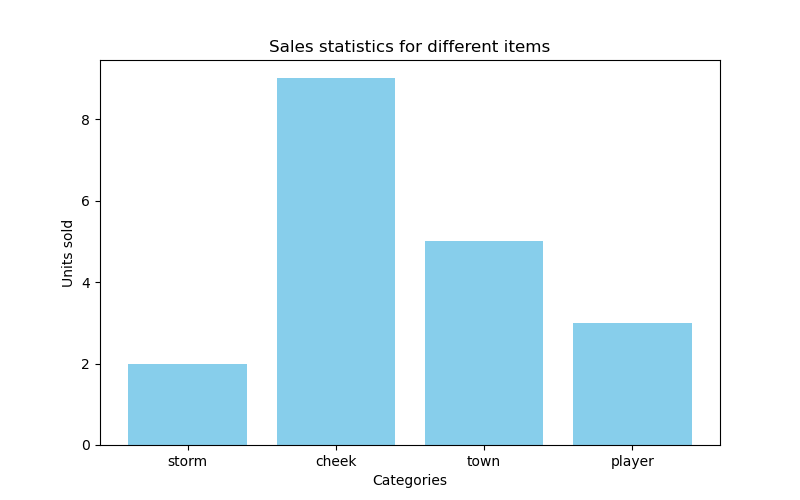 Sales statistics for different items
8
6
4
2
0
Units sold
storm cheek town player
Categories